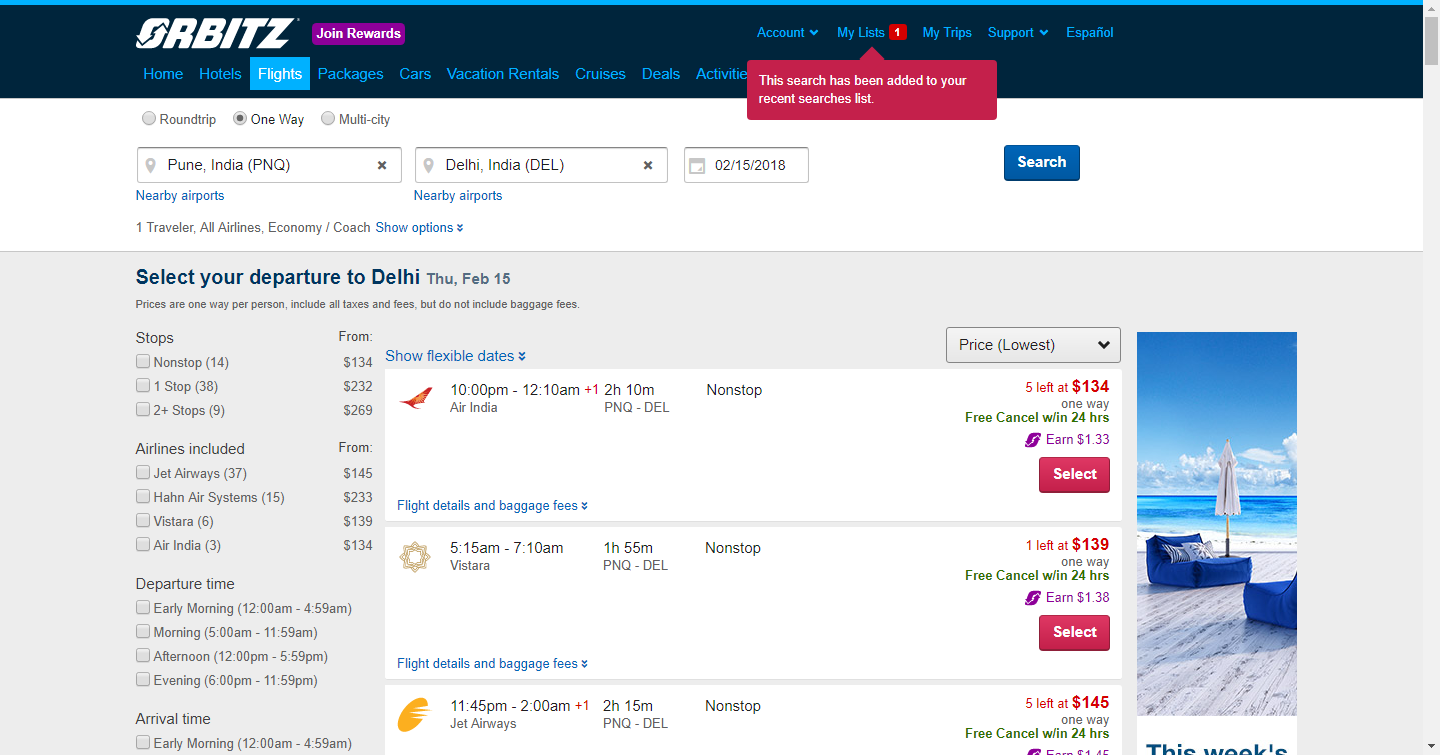 ORBITZ
Join Rewards
Account
My Lists 1
My Trips
Support
Español
Home
Hotels
Flights
Packages
Cars
Vacation Rentals
Cruises
Deals
This search has been added to your
recent searches list.
Roundtrip
One Way
Multi-city
Pune, India (PNQ)
Delhi, India (DEL)
02/15/2018
Search
Nearby airports
Nearby airports
1 Traveler, All Airlines, Economy / Coach Show options
Select your departure to Delhi Thu, Feb 15
Prices are one way per person, include all taxes and fees, but do not include baggage fees.
Stops From:
Nonstop (14) $134
1 Stop (38) $232
2+ Stops (9) $269
Airlines included From:
Jet Airways (37) $145
Hahn Air Systems (15) $233
Vistara (6) $139
Air India (3) $134
Departure time
Early Morning (12:00am - 4:59am)
Morning (5:00am - 11:59am)
Afternoon (12:00pm - 5:59pm)
Evening (6:00pm - 11:59pm)
Arrival time
Early Morning (12:00am - 4:59am)
Show flexible dates
Price (Lowest)
10:00pm - 12:10am +1 2h 10m Nonstop
Air India PNQ - DEL
5 left at $134
one way
Free Cancel w/in 24 hrs
Earn $1.33
Select
Flight details and baggage fees
5:15am - 7:10am 1h 55m Nonstop
Vistara PNQ - DEL
1 left at $139
one way
Free Cancel w/in 24 hrs
Earn $1.38
Select
Flight details and baggage fees
11:45pm - 2:00am +1 2h 15m Nonstop
Jet Airways PNQ - DEL
5 left at $145
one way
Free Cancel w/in 24 hrs
Earn $1.45
This week's